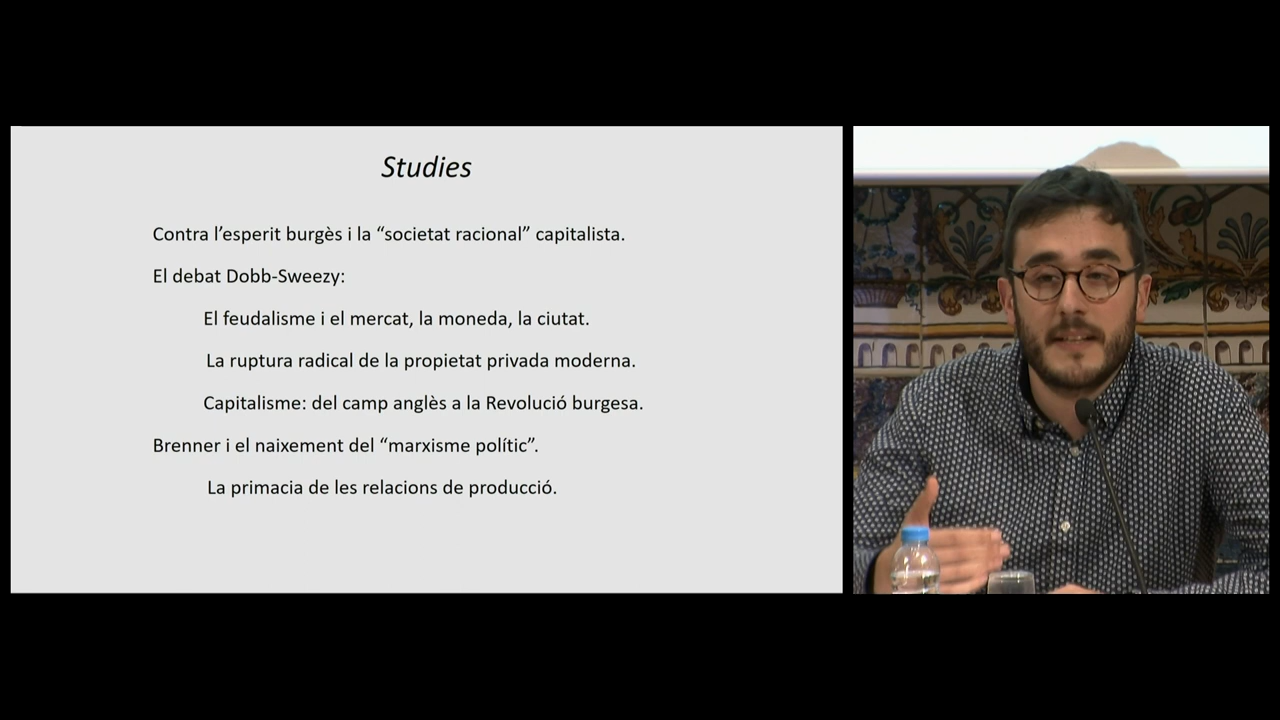 Studies
Contra l’esperit burgès i la “societat racional” capitalista.
El debat Dobb-Sweezy:
El feudalisme i el mercat, la moneda, la ciutat.
La ruptura radical de la propietat privada moderna.
Capitalisme: del camp anglès a la Revolució burgesa.
Brenner i el naixement del “marxisme polític”.
La primacia de les relacions de producció.